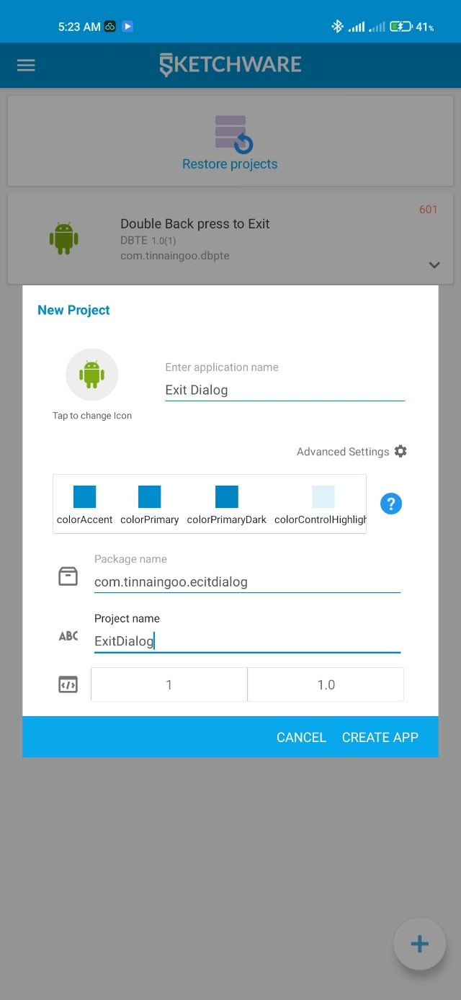 5:23 AM
41%
SKETCHWARE
Restore projects
601
Double Back press to Exit
DBTE 1.0(1)
com.tinnaingoo.dbpte
New Project
Enter application name
Exit Dialog
Tap to change Icon
Advanced Settings
?
colorAccent colorPrimary colorPrimaryDark colorControlHighligh
Package name
com.tinnaingoo.ecitdialog
Project name
ABC
ExitDialog
1 1.0
CANCEL CREATE APP